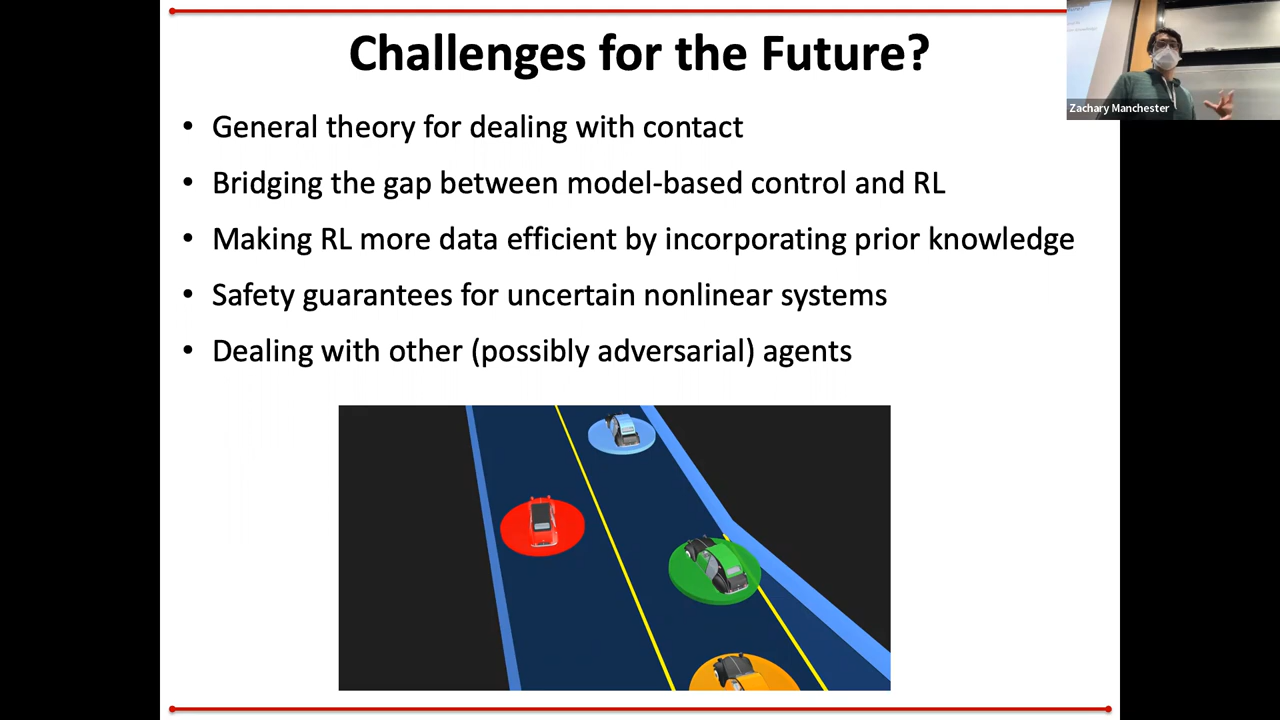 Challenges for the Future?
Zachary Manchester
• General theory for dealing with contact
• Bridging the gap between model-based control and RL
• Making RL more data efficient by incorporating prior knowledge
• Safety guarantees for uncertain nonlinear systems
• Dealing with other (possibly adversarial) agents